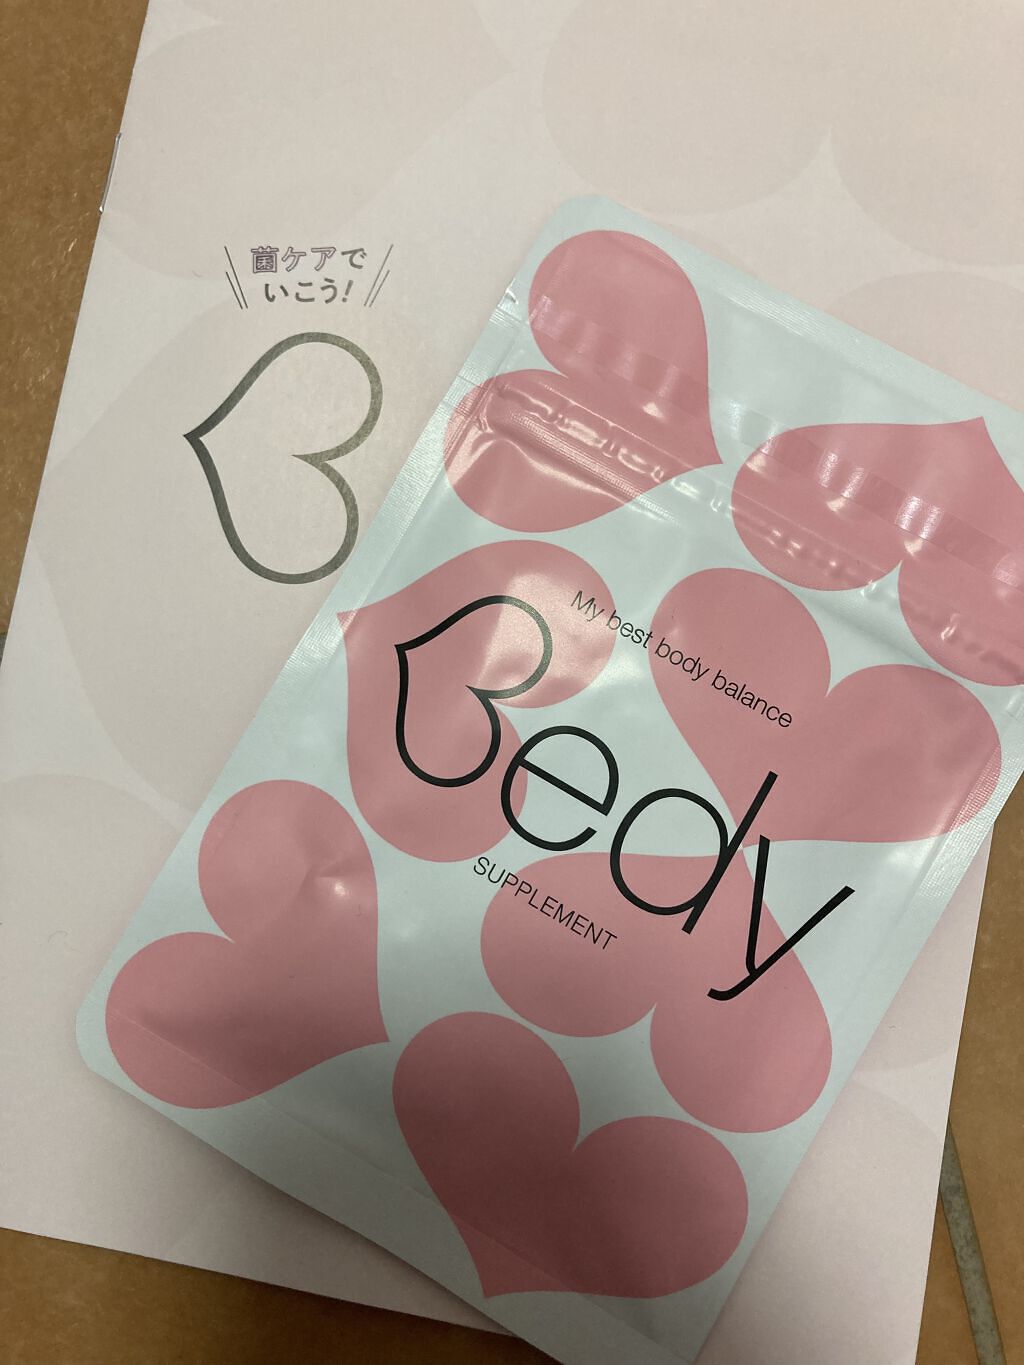 菌ケアで
いこう!
My best body balance
Bedy
SUPPLEMENT